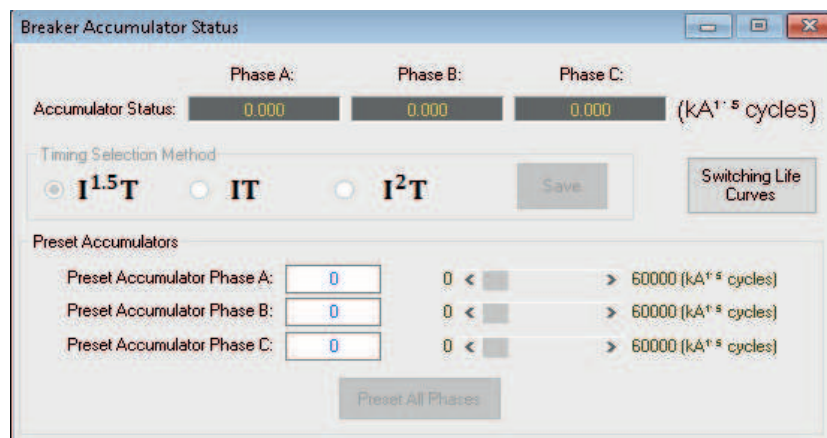 Breaker Accumulator Status
Phase A: Phase B: Phase C:
Accumulator Status: 0.000 0.000 0.000 (kA¹·⁵ cycles)
Timing Selection Method
I¹·⁵T IT I²T Save
Switching Life
Curves
Preset Accumulators
Preset Accumulator Phase A: 0 0 < > 60000 (kA¹·⁵ cycles)
Preset Accumulator Phase B: 0 0 < > 60000 (kA¹·⁵ cycles)
Preset Accumulator Phase C: 0 0 < > 60000 (kA¹·⁵ cycles)
Preset All Phases